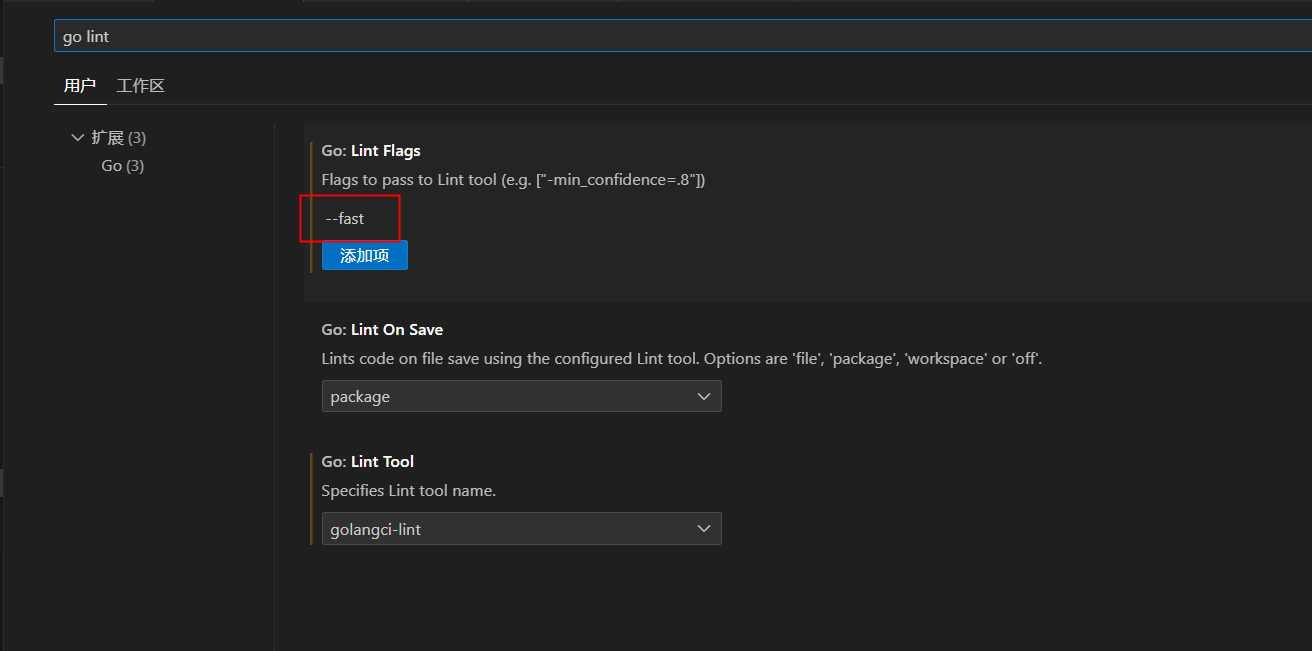 go lint
用户 工作区
扩展 (3)
Go (3)
Go: Lint Flags
Flags to pass to Lint tool (e.g. ["-min_confidence=.8"])
--fast
添加项
Go: Lint On Save
Lints code on file save using the configured Lint tool. Options are 'file', 'package', 'workspace' or 'off'.
package
Go: Lint Tool
Specifies Lint tool name.
golangci-lint